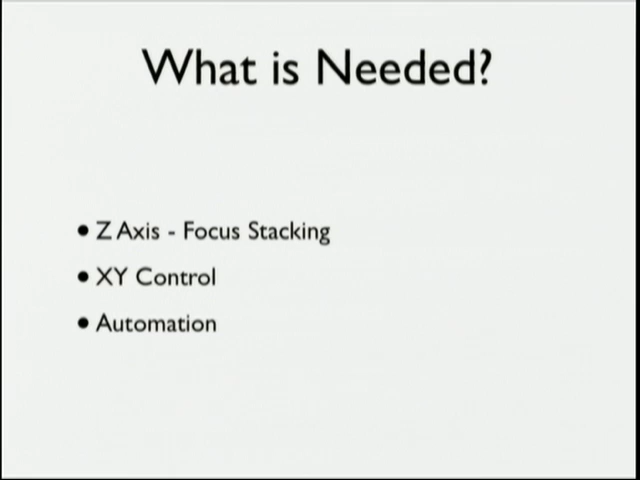 What is Needed?
• Z Axis - Focus Stacking
• XY Control
• Automation